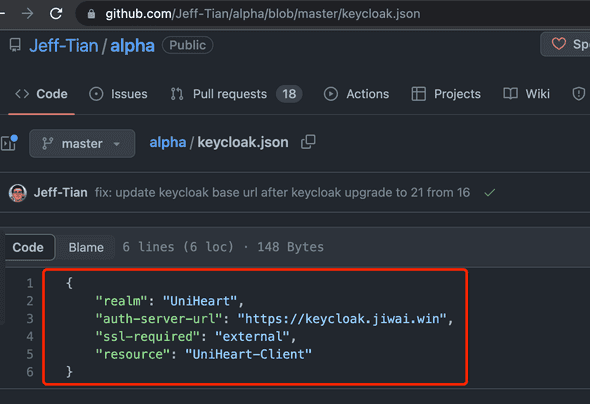 github.com/Jeff-Tian/alpha/blob/master/keycloak.json
Jeff-Tian / alpha Public
Code Issues Pull requests 18 Actions Projects Wiki
master alpha / keycloak.json
Jeff-Tian fix: update keycloak base url after keycloak upgrade to 21 from 16
Code Blame 6 lines (6 loc) · 148 Bytes
1 {
2 "realm": "UniHeart",
3 "auth-server-url": "https://keycloak.jiwai.win",
4 "ssl-required": "external",
5 "resource": "UniHeart-Client"
6 }